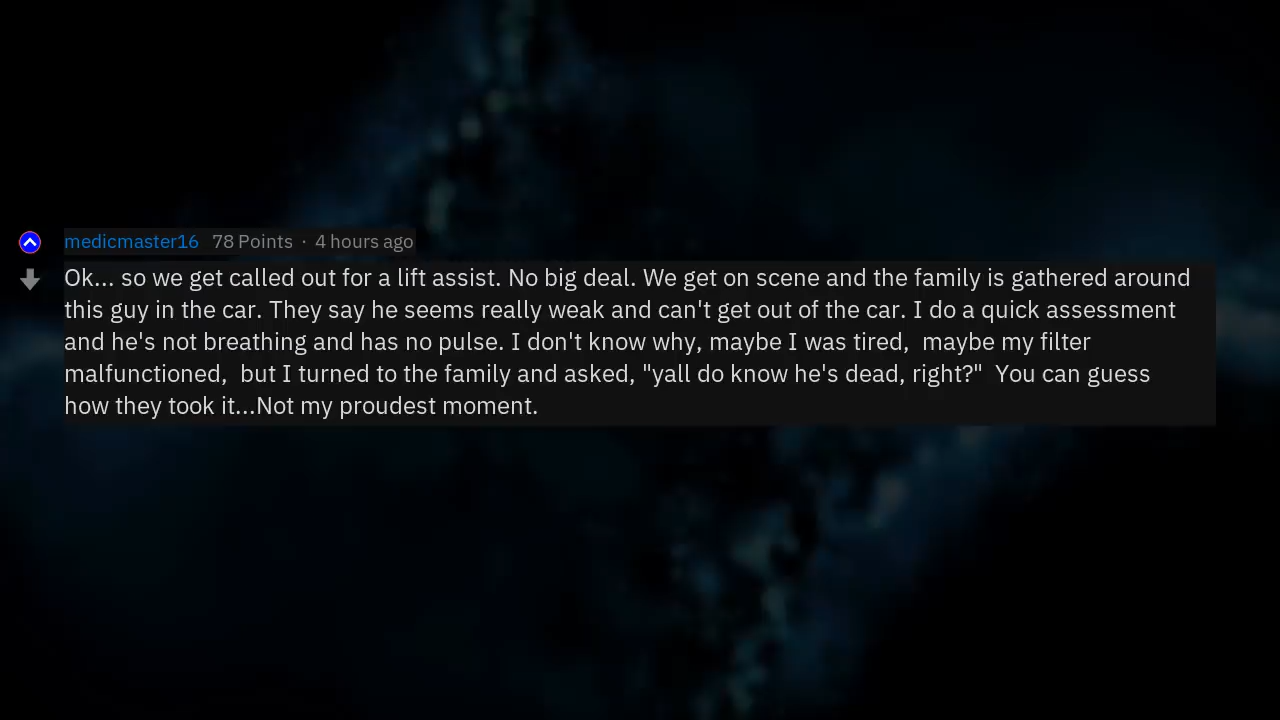 medicmaster16 78 Points · 4 hours ago
Ok... so we get called out for a lift assist. No big deal. We get on scene and the family is gathered around
this guy in the car. They say he seems really weak and can't get out of the car. I do a quick assessment
and he's not breathing and has no pulse. I don't know why, maybe I was tired,  maybe my filter
malfunctioned,  but I turned to the family and asked, "yall do know he's dead, right?"  You can guess
how they took it...Not my proudest moment.